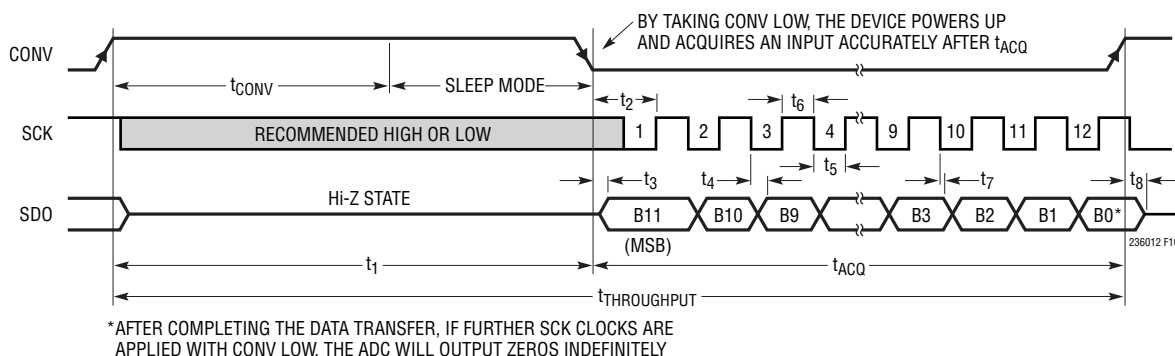 BY TAKING CONV LOW, THE DEVICE POWERS UP
AND ACQUIRES AN INPUT ACCURATELY AFTER tACQ
CONV
tCONV
SLEEP MODE
t2
t6
SCK
RECOMMENDED HIGH OR LOW
1
2
3
4
9
10
11
12
t3
t4
t5
t7
t8
SDO
Hi-Z STATE
B11
B10
B9
B3
B2
B1
B0*
(MSB)
t1
tACQ
tTHROUGHPUT
*AFTER COMPLETING THE DATA TRANSFER, IF FURTHER SCK CLOCKS ARE
APPLIED WITH CONV LOW, THE ADC WILL OUTPUT ZEROS INDEFINITELY